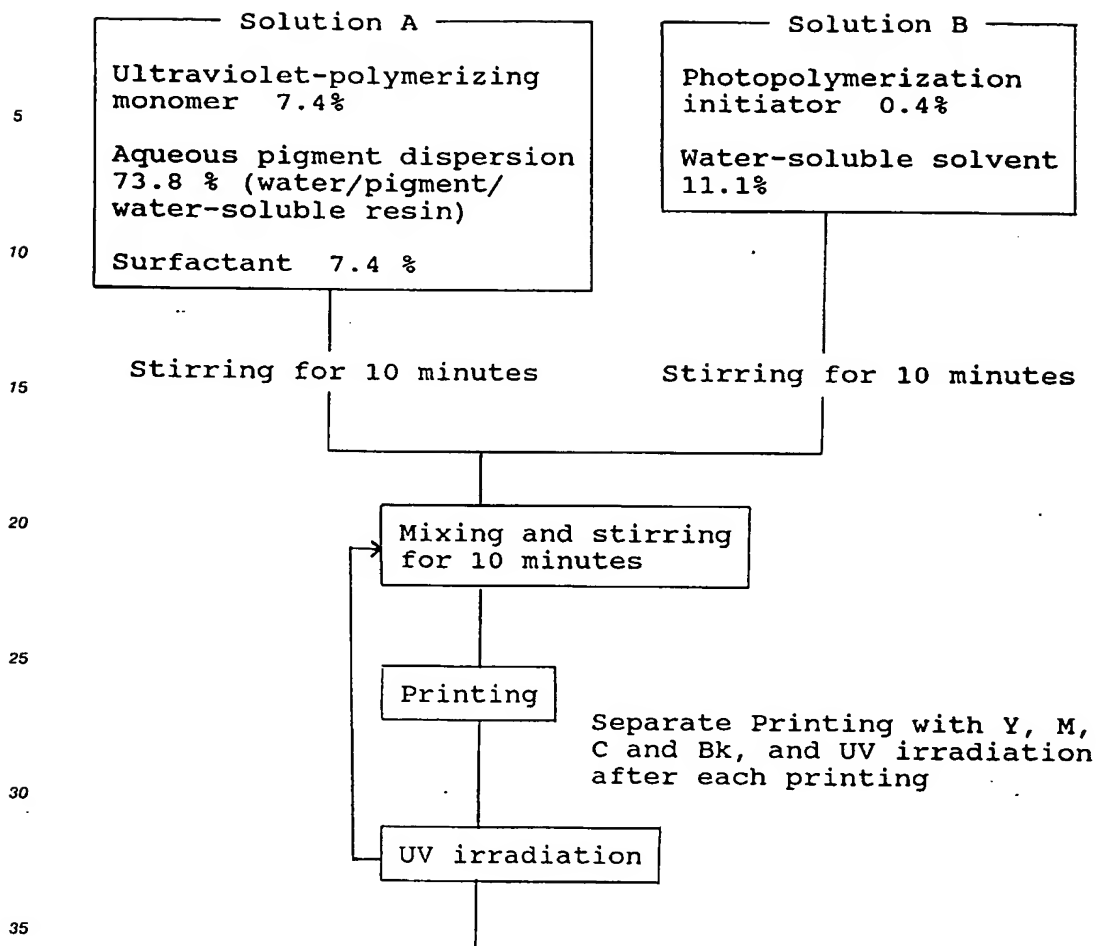 Solution A
Ultraviolet-polymerizing
monomer 7.4%
Aqueous pigment dispersion
73.8 % (water/pigment/
water-soluble resin)
Surfactant 7.4 %
Solution B
Photopolymerization
initiator 0.4%
Water-soluble solvent
11.1%
5
10
Stirring for 10 minutes
Stirring for 10 minutes
15
20
Mixing and stirring
for 10 minutes
25
Printing
Separate Printing with Y, M,
C and Bk, and UV irradiation
after each printing
30
UV irradiation
35